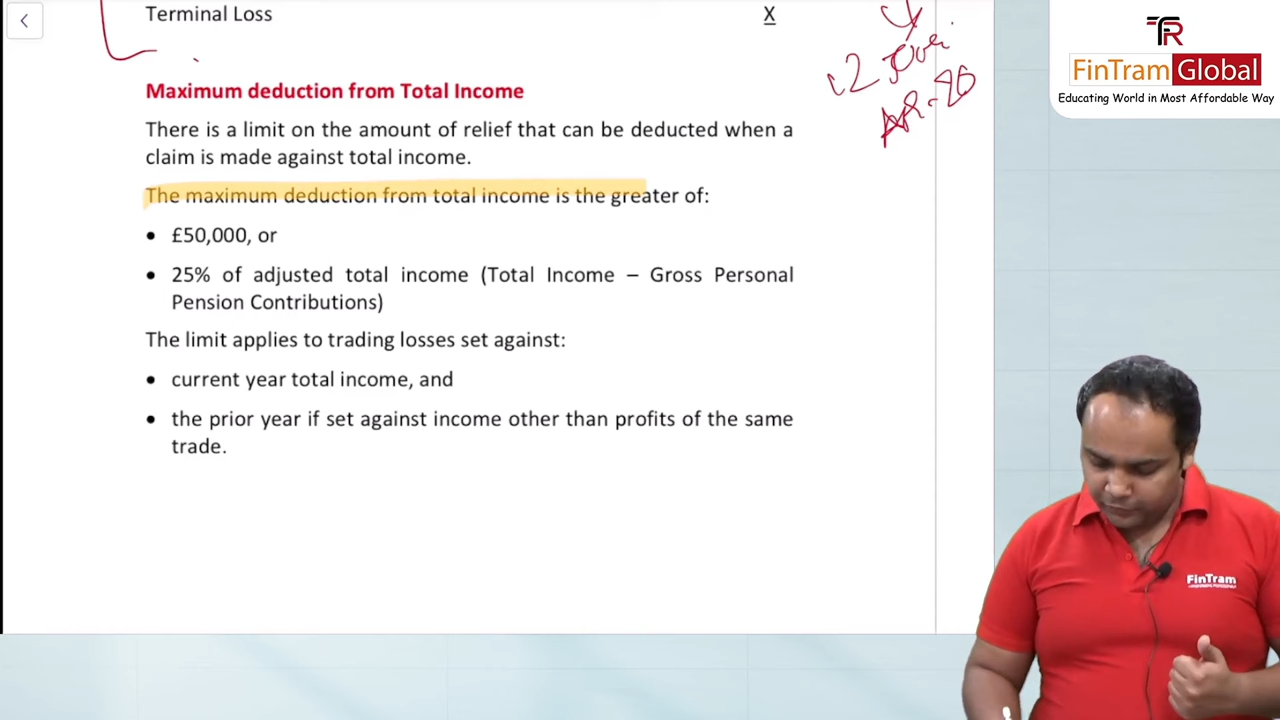 Terminal Loss X
Maximum deduction from Total Income
There is a limit on the amount of relief that can be deducted when a
claim is made against total income.
The maximum deduction from total income is the greater of:
• £50,000, or
• 25% of adjusted total income (Total Income – Gross Personal
Pension Contributions)
The limit applies to trading losses set against:
• current year total income, and
• the prior year if set against income other than profits of the same
trade.
FinTram Global
Educating World in Most Affordable Way
FinTram